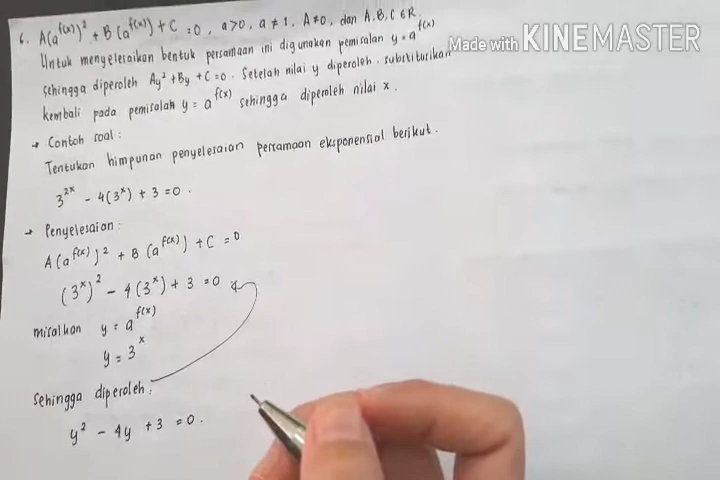 6. A(a^f(x))² + B(a^f(x)) + C = 0, a>0, a ≠ 1, A≠0, dan A,B,C ∈R.
Untuk menyelesaikan bentuk persamaan ini digunakan pemisalan y = a^f(x)
Made with KINEMASTER
sehingga diperoleh Ay² + By + C = 0. Setelah nilai y diperoleh, substitusikan
kembali pada pemisalan y = a^f(x) sehingga diperoleh nilai x.
→ Contoh soal :
Tentukan himpunan penyelesaian persamaan eksponensial berikut.
3^2x - 4(3^x) + 3 = 0.
→ Penyelesaian :
A(a^f(x))² + B(a^f(x)) + C = 0
(3^x)² - 4(3^x) + 3 = 0
misalkan y = a^f(x)
y = 3^x
Sehingga diperoleh :
y² - 4y + 3 = 0.